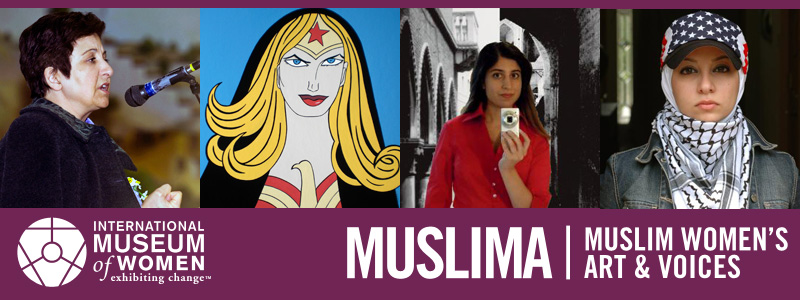 INTERNATIONAL
MUSEUM
of WOMEN
exhibiting change™
MUSLIMA
MUSLIM WOMEN'S
ART & VOICES